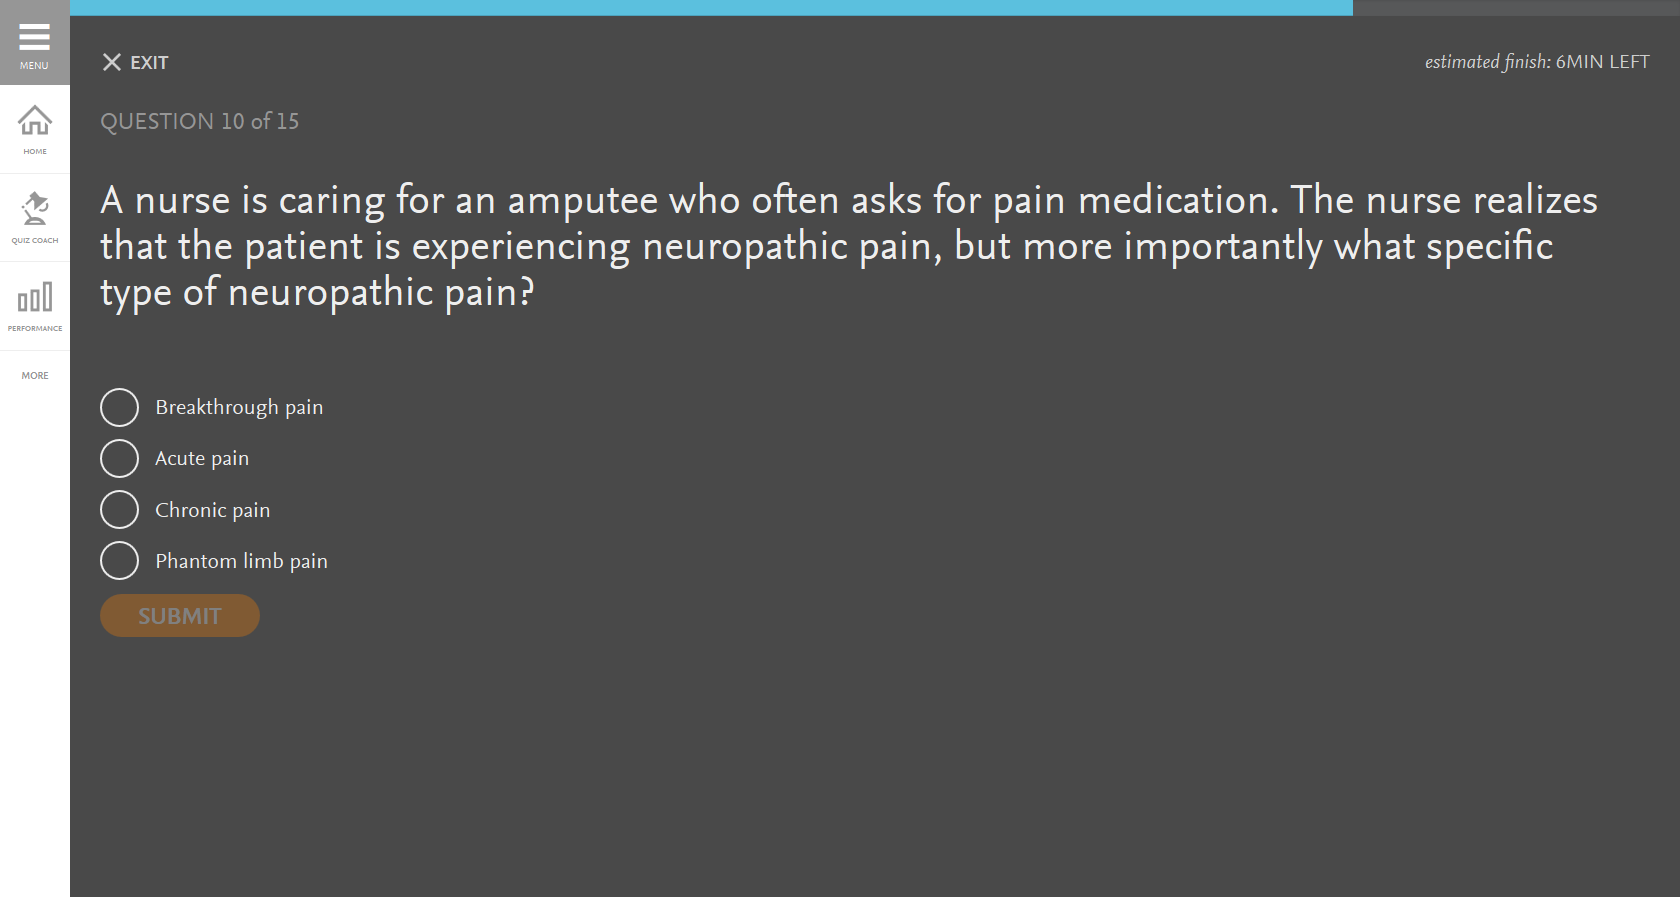 MENU
HOME
QUIZ COACH
PERFORMANCE
MORE
EXIT
estimated finish: 6MIN LEFT
QUESTION 10 of 15
A nurse is caring for an amputee who often asks for pain medication. The nurse realizes
that the patient is experiencing neuropathic pain, but more importantly what specific
type of neuropathic pain?
Breakthrough pain
Acute pain
Chronic pain
Phantom limb pain
SUBMIT